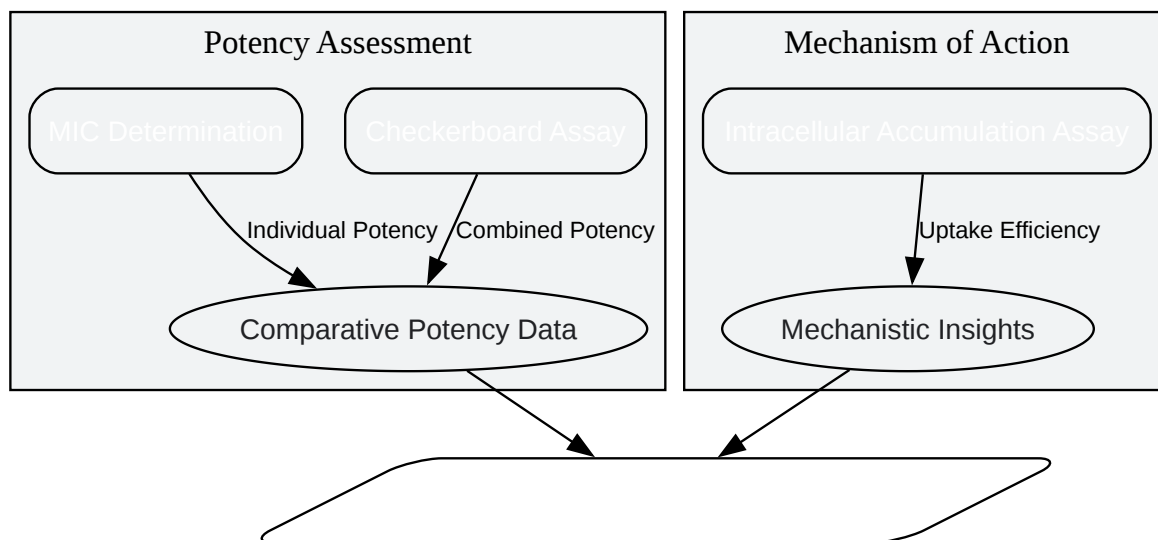 Potency Assessment
Mechanism of Action
MIC Determination
Checkerboard Assay
Intracellular Accumulation Assay
Individual Potency
Combined Potency
Uptake Efficiency
Comparative Potency Data
Mechanistic Insights